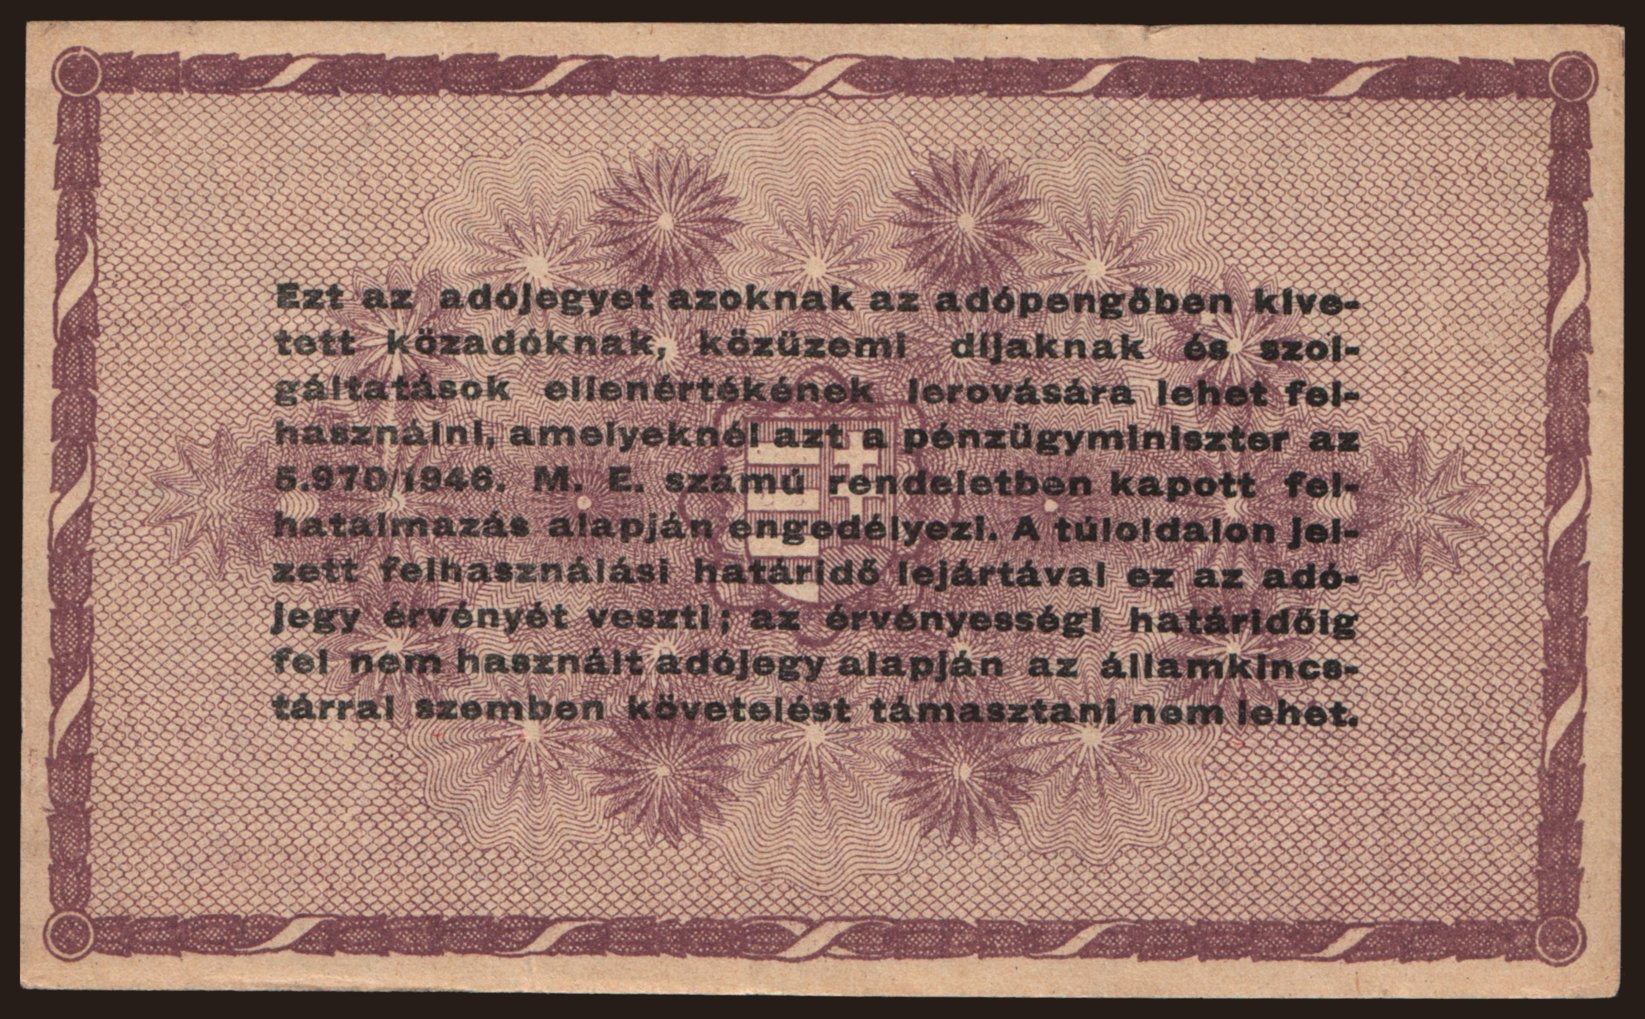 Ezt az adójegyet azoknak az adópengőben kive-
tett közadóknak, közüzemi díjaknak és szol-
gáltatások ellenértékének lerovására lehet fel-
használni, amelyeknél azt a pénzügyminiszter az
5.970/1946. M. E. számú rendeletben kapott fel-
hatalmazás alapján engedélyezi. A túloldalon jel-
zett felhasználási határidő lejártával ez az adó-
jegy érvényét veszti; az érvényességi határidőig
fel nem használt adójegy alapján az államkincs-
tárral szemben követelést támasztani nem lehet.